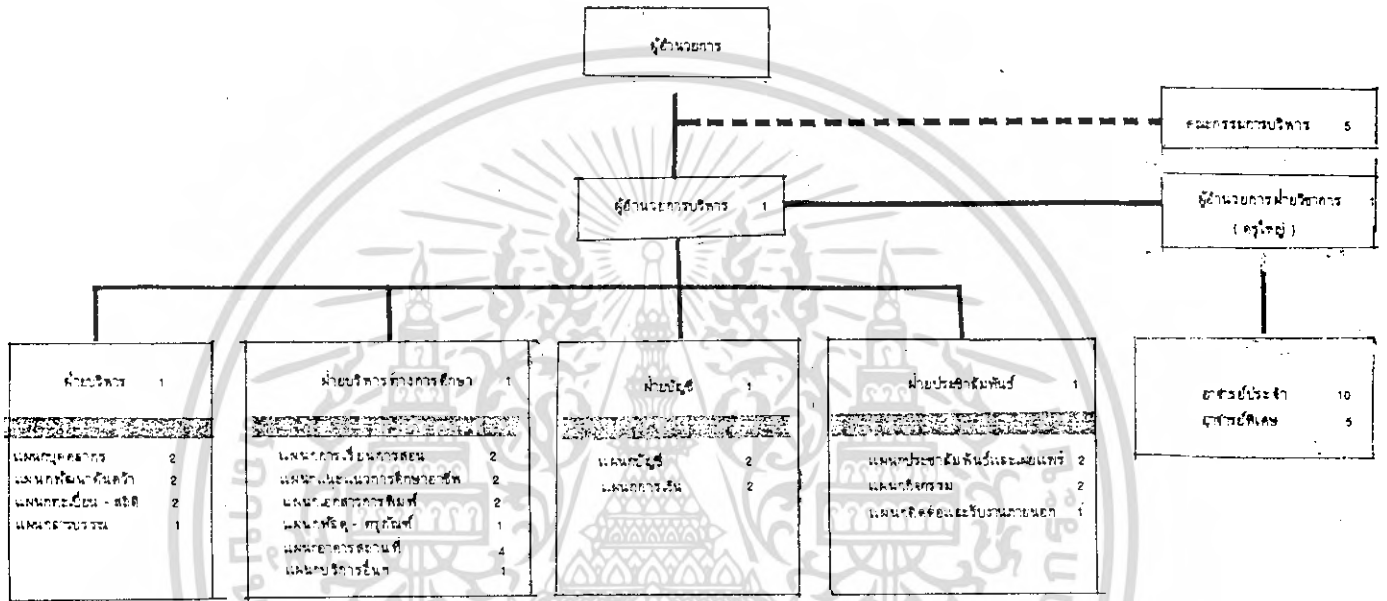 ผู้อำนวยการ
คณะกรรมการบริหาร 5
ผู้อำนวยการบริหาร 1
ผู้อำนวยการฝ่ายวิชาการ 1
( ครูใหญ่ )
ฝ่ายบริหาร 1
แผนกบุคคลากร 2
แผนกพัฒนาค้นคว้า 2
แผนกทะเบียน - สถิติ 2
แผนกสารบรรณ 1
ฝ่ายบริหารทางการศึกษา 1
แผนกการเรียนการสอน 2
แผนกแนะแนวการศึกษาอาชีพ 2
แผนกเอกสารการพิมพ์ 2
แผนกพัสดุ - ครุภัณฑ์ 1
แผนกอาคารสถานที่ 4
แผนกบริการอื่นๆ 1
ฝ่ายบัญชี 1
แผนกบัญชี 2
แผนกการเงิน 2
ฝ่ายประชาสัมพันธ์ 1
แผนกประชาสัมพันธ์และเผยแพร่ 2
แผนกกิจกรรม 2
แผนกติดต่อและรับงานภายนอก 1
อาจารย์ประจำ 10
อาจารย์พิเศษ 5